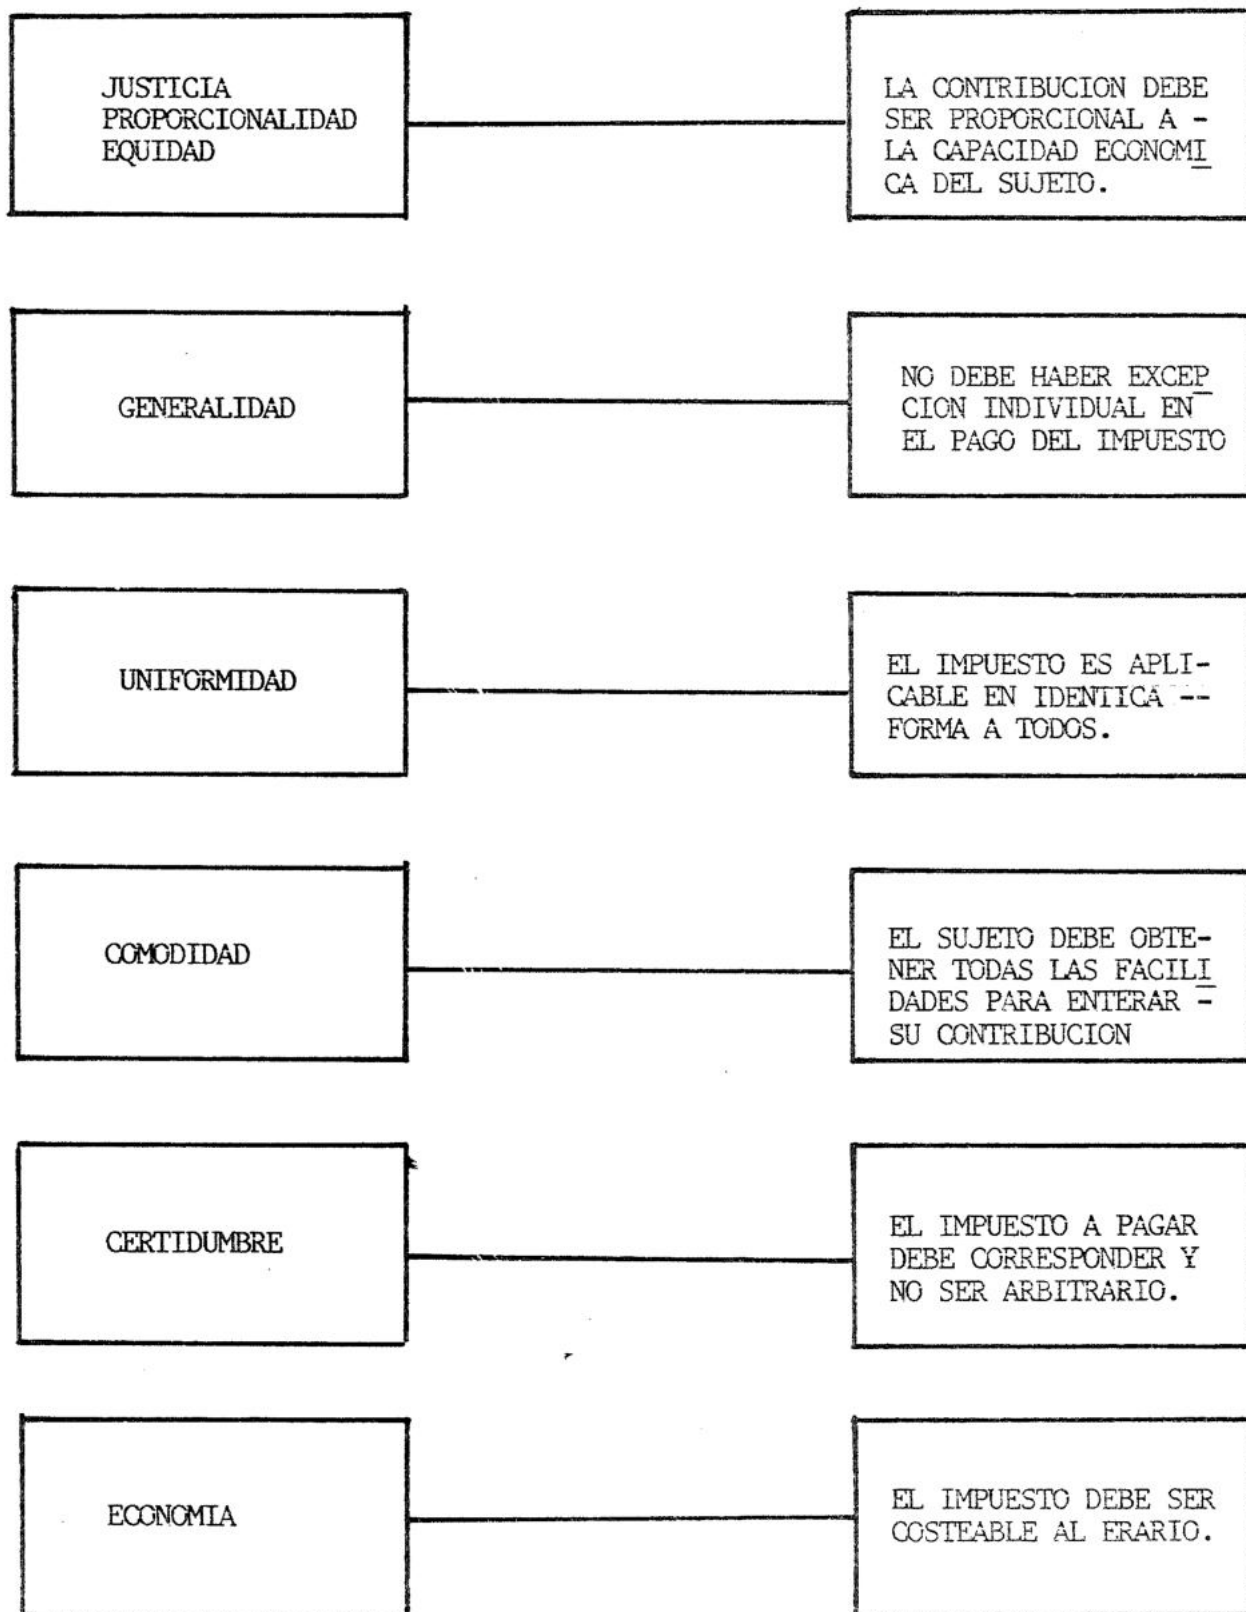 JUSTICIA
PROPORCIONALIDAD
EQUIDAD
LA CONTRIBUCION DEBE
SER PROPORCIONAL A -
LA CAPACIDAD ECONOMI
CA DEL SUJETO.
GENERALIDAD
NO DEBE HABER EXCEP
CION INDIVIDUAL EN
EL PAGO DEL IMPUESTO
UNIFORMIDAD
EL IMPUESTO ES APLI-
CABLE EN IDENTICA --
FORMA A TODOS.
COMODIDAD
EL SUJETO DEBE OBTE-
NER TODAS LAS FACILI
DADES PARA ENTERAR -
SU CONTRIBUCION
CERTIDUMBRE
EL IMPUESTO A PAGAR
DEBE CORRESPONDER Y
NO SER ARBITRARIO.
ECONOMIA
EL IMPUESTO DEBE SER
COSTEABLE AL ERARIO.